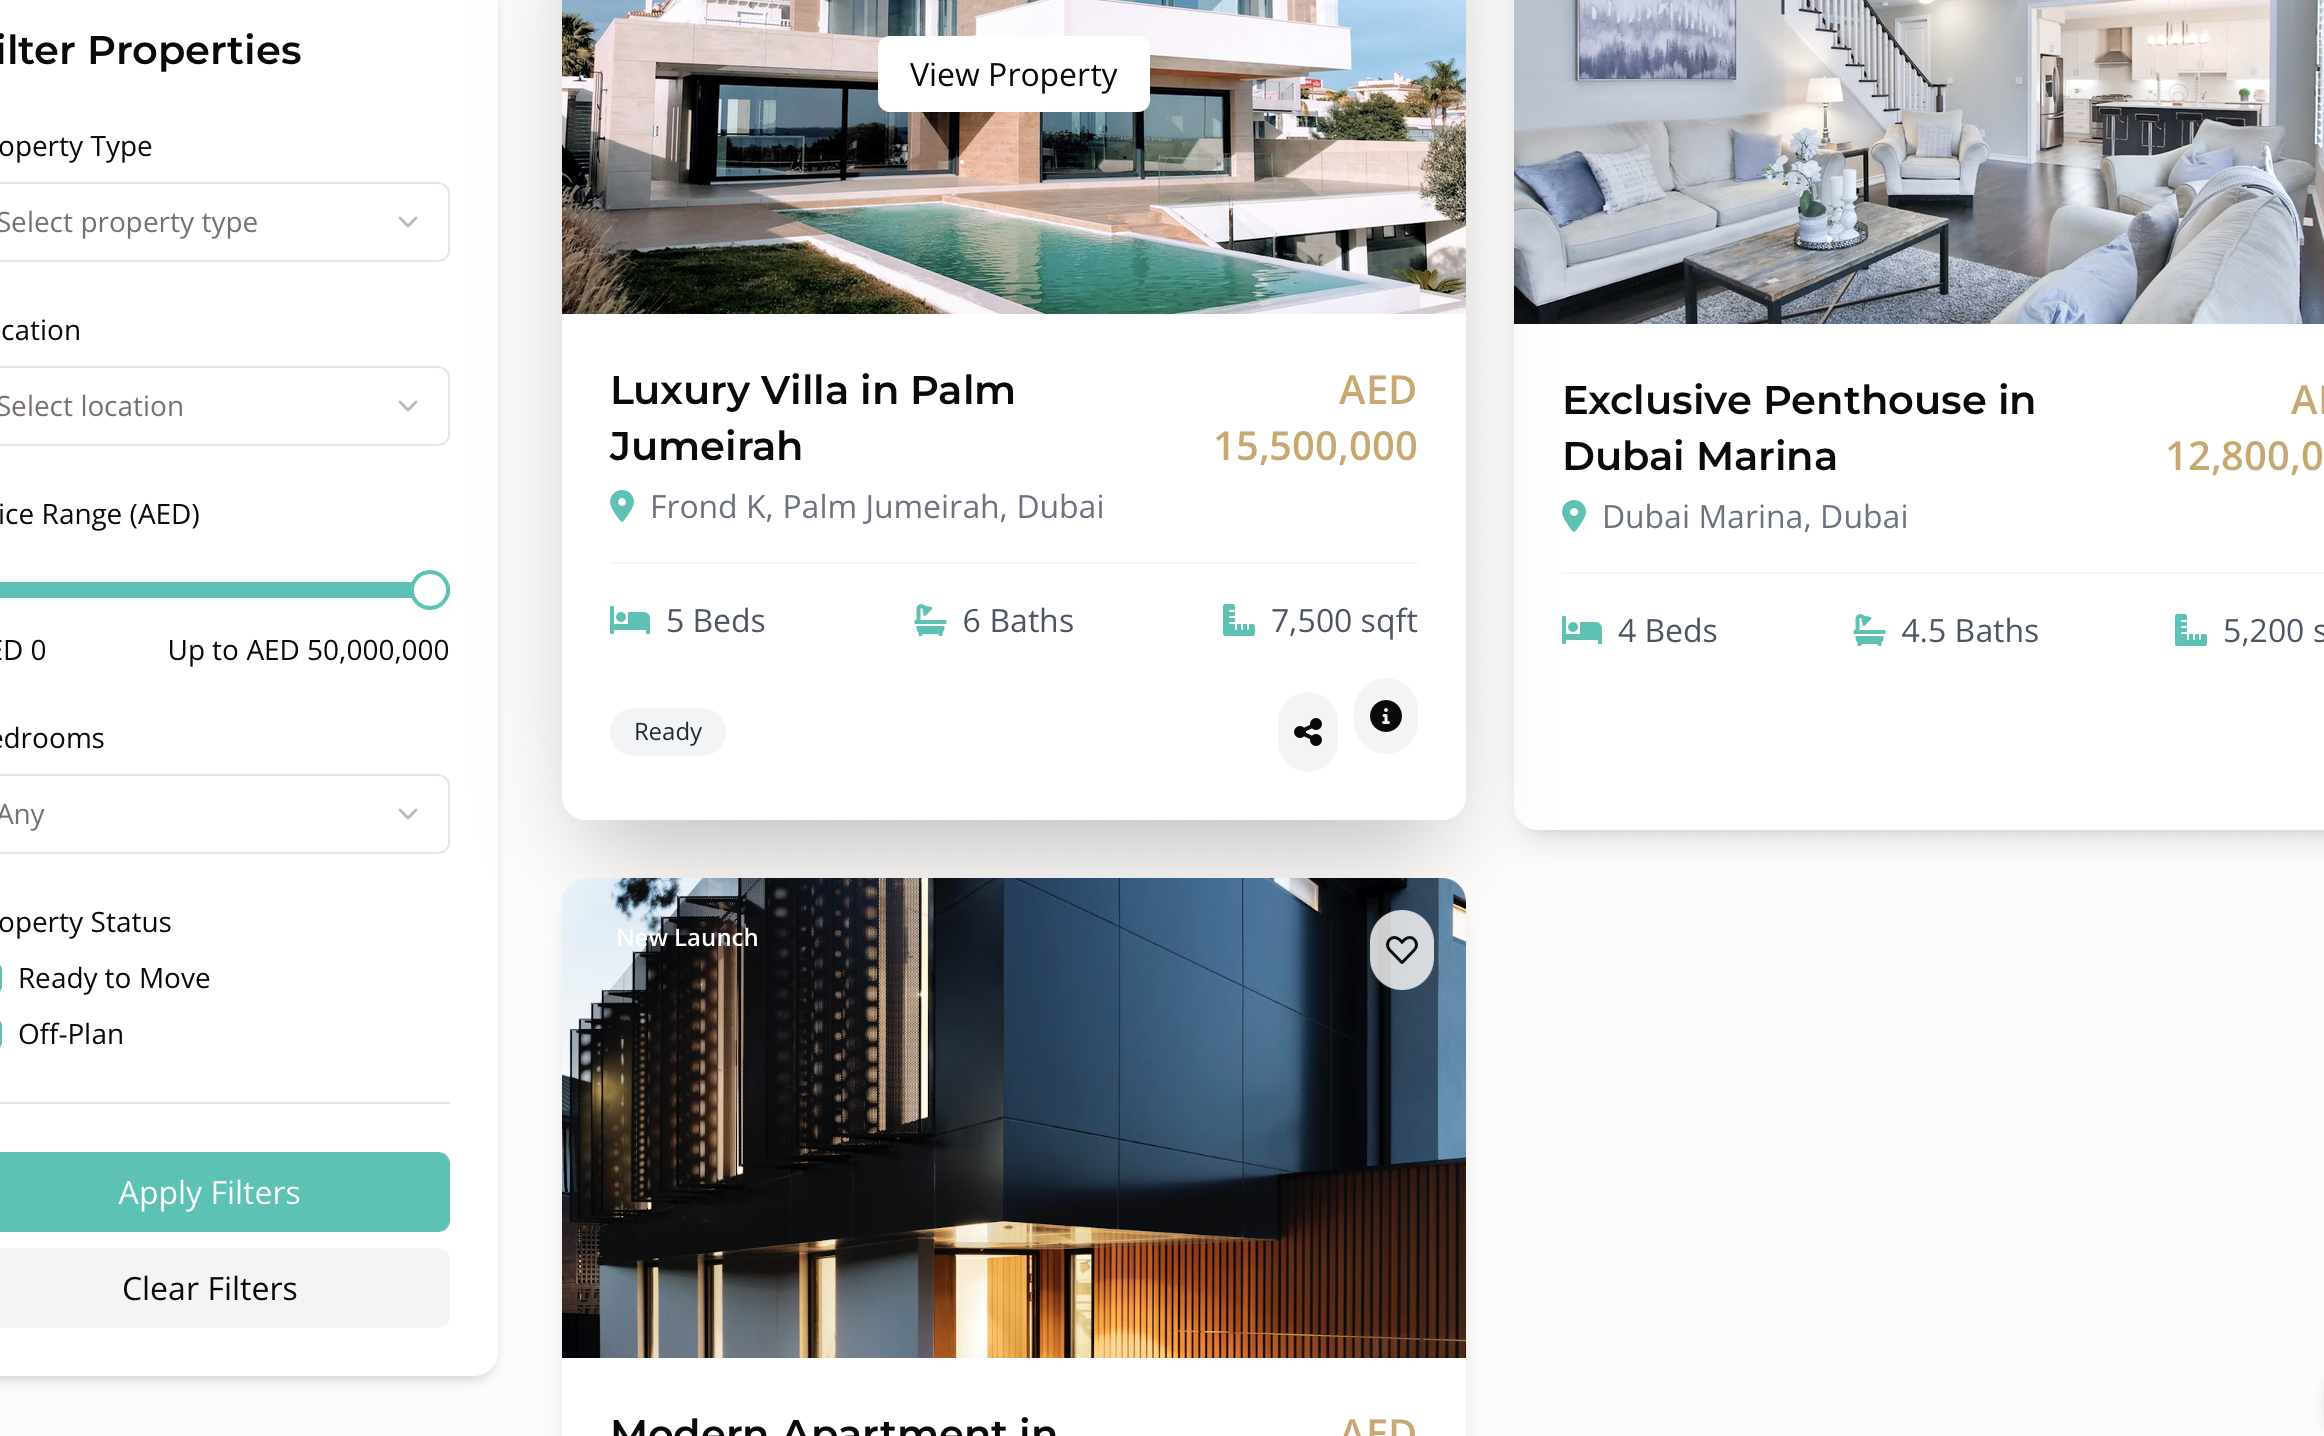 ilter Properties
operty Type
Select property type
cation
Select location
ice Range (AED)
ED 0
Up to AED 50,000,000
edrooms
Any
operty Status
Ready to Move
Off-Plan
Apply Filters
Clear Filters
View Property
Luxury Villa in Palm
Jumeirah
AED
15,500,000
Frond K, Palm Jumeirah, Dubai
5 Beds
6 Baths
7,500 sqft
Ready
Exclusive Penthouse in
Dubai Marina
AE
12,800,0
Dubai Marina, Dubai
4 Beds
4.5 Baths
5,200 s
New Launch
Modern Apartment in
AED